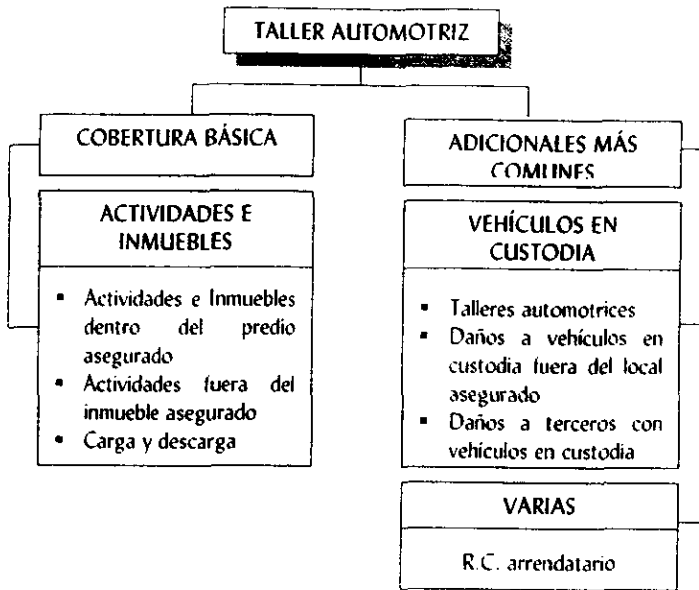 TALLER AUTOMOTRIZ
COBERTURA BÁSICA
ACTIVIDADES E
INMUEBLES
▪ Actividades e Inmuebles
dentro del predio
asegurado
▪ Actividades fuera del
inmueble asegurado
▪ Carga y descarga
ADICIONALES MÁS
COMUNES
VEHÍCULOS EN
CUSTODIA
▪ Talleres automotrices
▪ Daños a vehículos en
custodia fuera del local
asegurado
▪ Daños a terceros con
vehículos en custodia
VARIAS
R.C. arrendatario